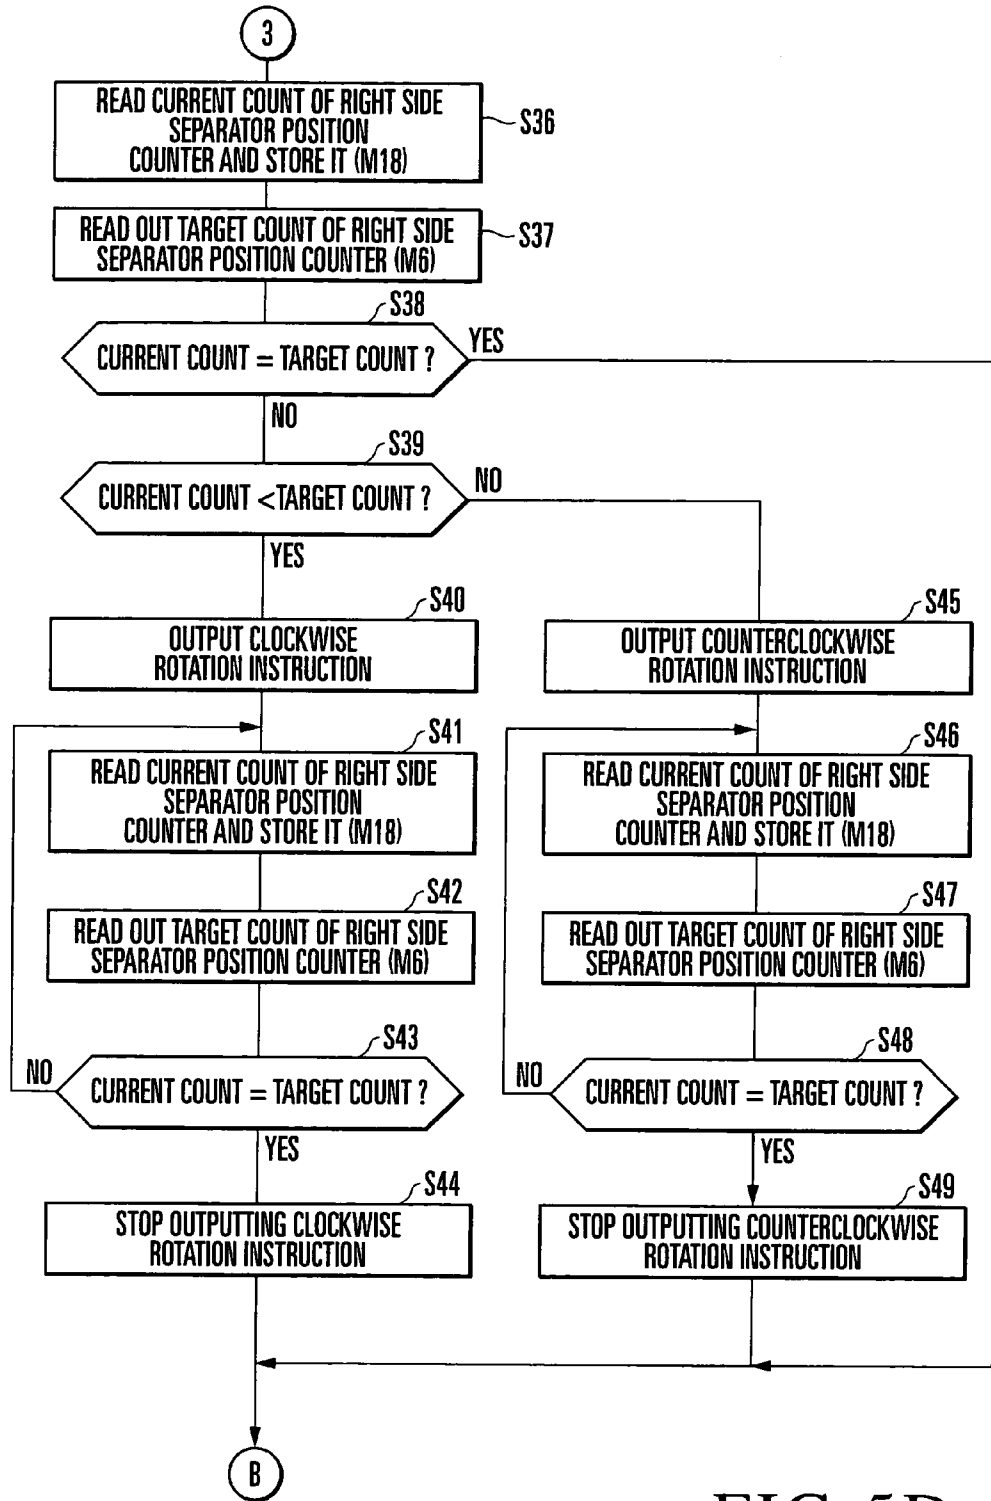 3
READ CURRENT COUNT OF RIGHT SIDE
SEPARATOR POSITION
COUNTER AND STORE IT (M18)
S36
READ OUT TARGET COUNT OF RIGHT SIDE
SEPARATOR POSITION COUNTER (M6)
S37
S38
CURRENT COUNT = TARGET COUNT ?
YES
NO
S39
CURRENT COUNT <TARGET COUNT ?
NO
YES
S40
OUTPUT CLOCKWISE
ROTATION INSTRUCTION
S45
OUTPUT COUNTERCLOCKWISE
ROTATION INSTRUCTION
S41
READ CURRENT COUNT OF RIGHT SIDE
SEPARATOR POSITION
COUNTER AND STORE IT (M18)
S46
READ CURRENT COUNT OF RIGHT SIDE
SEPARATOR POSITION
COUNTER AND STORE IT (M18)
S42
READ OUT TARGET COUNT OF RIGHT SIDE
SEPARATOR POSITION COUNTER (M6)
S47
READ OUT TARGET COUNT OF RIGHT SIDE
SEPARATOR POSITION COUNTER (M6)
S43
NO
CURRENT COUNT = TARGET COUNT ?
YES
S48
NO
CURRENT COUNT = TARGET COUNT ?
YES
S44
STOP OUTPUTTING CLOCKWISE
ROTATION INSTRUCTION
S49
STOP OUTPUTTING COUNTERCLOCKWISE
ROTATION INSTRUCTION
B